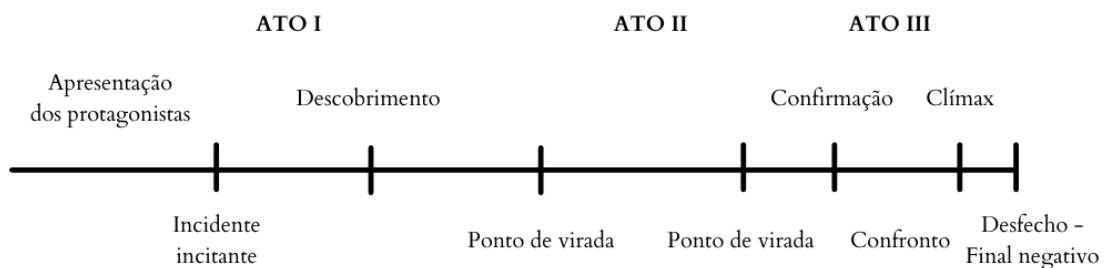 ATO I
ATO II
ATO III
Apresentação
dos protagonistas
Descobrimento
Confirmação
Clímax
Incidente
incitante
Ponto de virada
Ponto de virada
Confronto
Desfecho -
Final negativo